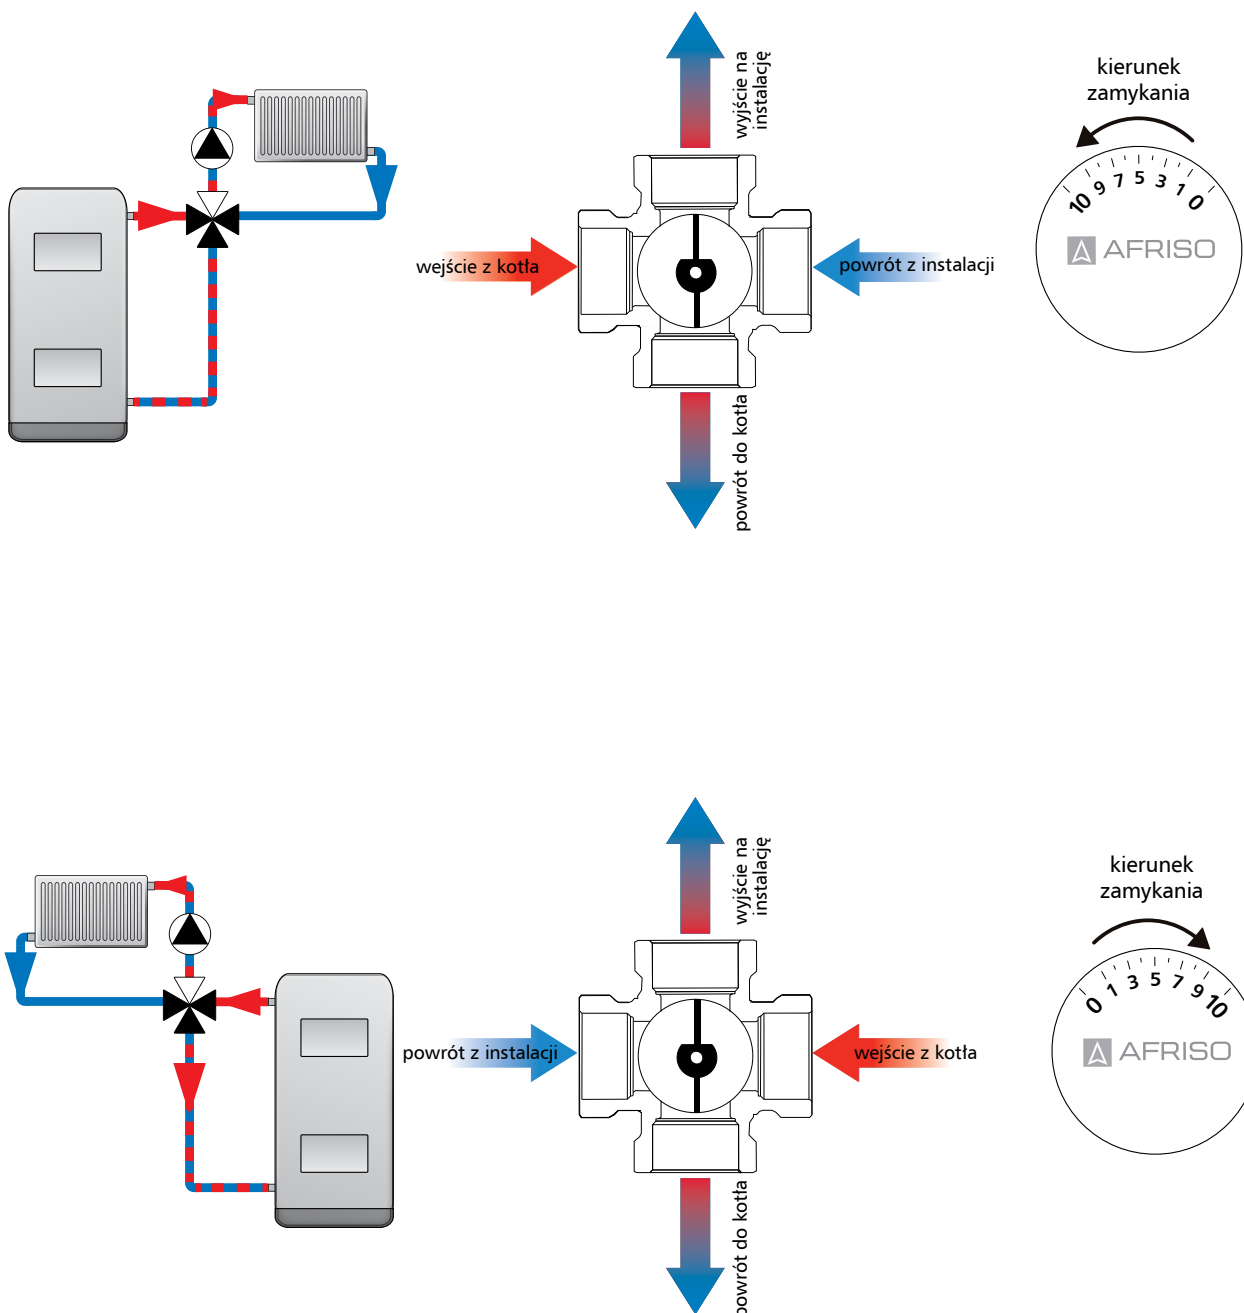 wyjście na
instalację
kierunek
zamykania
10 9 7 5 3 1 0
AFRISO
wejście z kotła
powrót z instalacji
powrót do kotła
wyjście na
instalację
kierunek
zamykania
0 1 3 5 7 9 10
AFRISO
powrót z instalacji
wejście z kotła
powrót do kotła